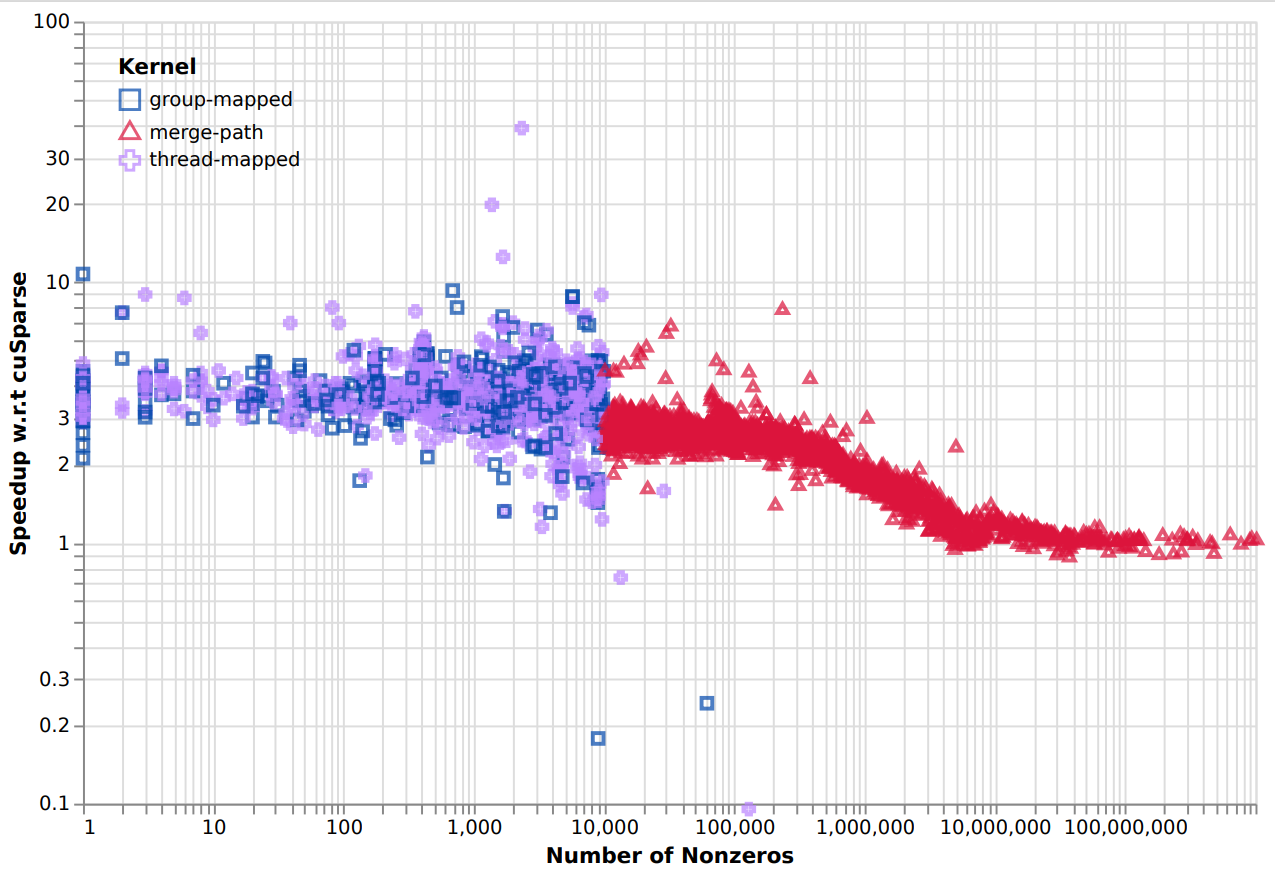 100
30
20
10
3
2
1
0.3
0.2
0.1
Speedup w.r.t cuSparse
Kernel
group-mapped
merge-path
thread-mapped
1 10 100 1,000 10,000 100,000 1,000,000 10,000,000 100,000,000
Number of Nonzeros